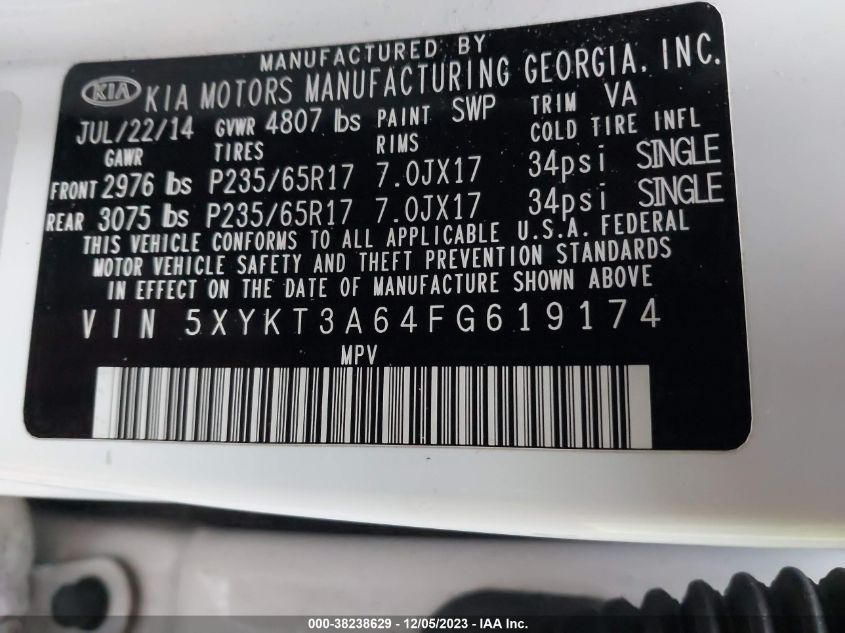 MANUFACTURED BY
KIA KIA MOTORS MANUFACTURING GEORGIA, INC.
JUL/22/14 GVWR 4807 lbs PAINT SWP TRIM VA
GAWR TIRES RIMS COLD TIRE INFL
FRONT 2976 lbs P235/65R17 7.0JX17 34psi SINGLE
REAR 3075 lbs P235/65R17 7.0JX17 34psi SINGLE
THIS VEHICLE CONFORMS TO ALL APPLICABLE U.S.A. FEDERAL
MOTOR VEHICLE SAFETY AND THEFT PREVENTION STANDARDS
IN EFFECT ON THE DATE OF MANUFACTURE SHOWN ABOVE
VIN 5XYKT3A64FG619174
MPV
000-38238629 - 12/05/2023 - IAA Inc.